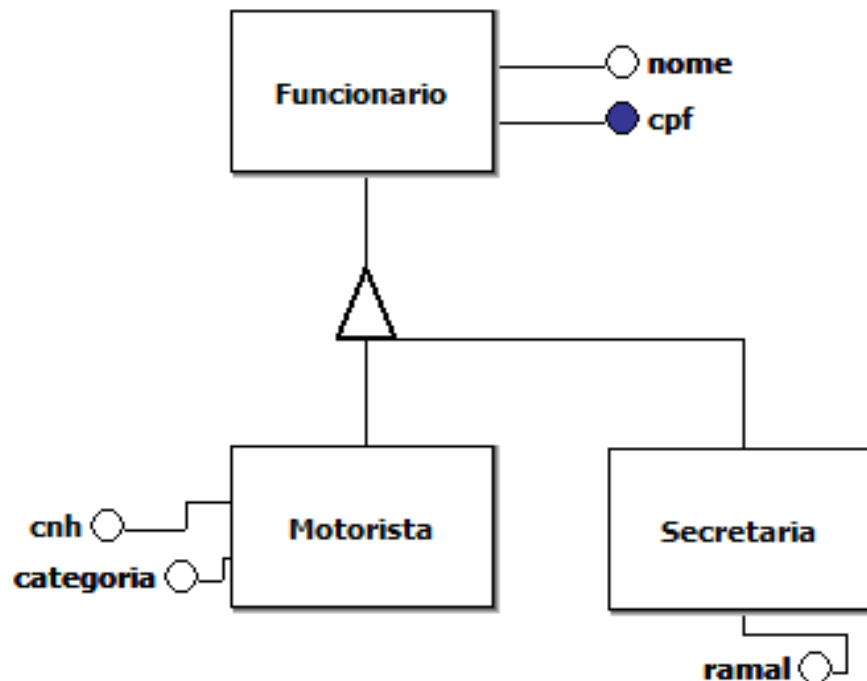 nome
Funcionario
cpf
cnh
Motorista
Secretaria
categoria
ramal